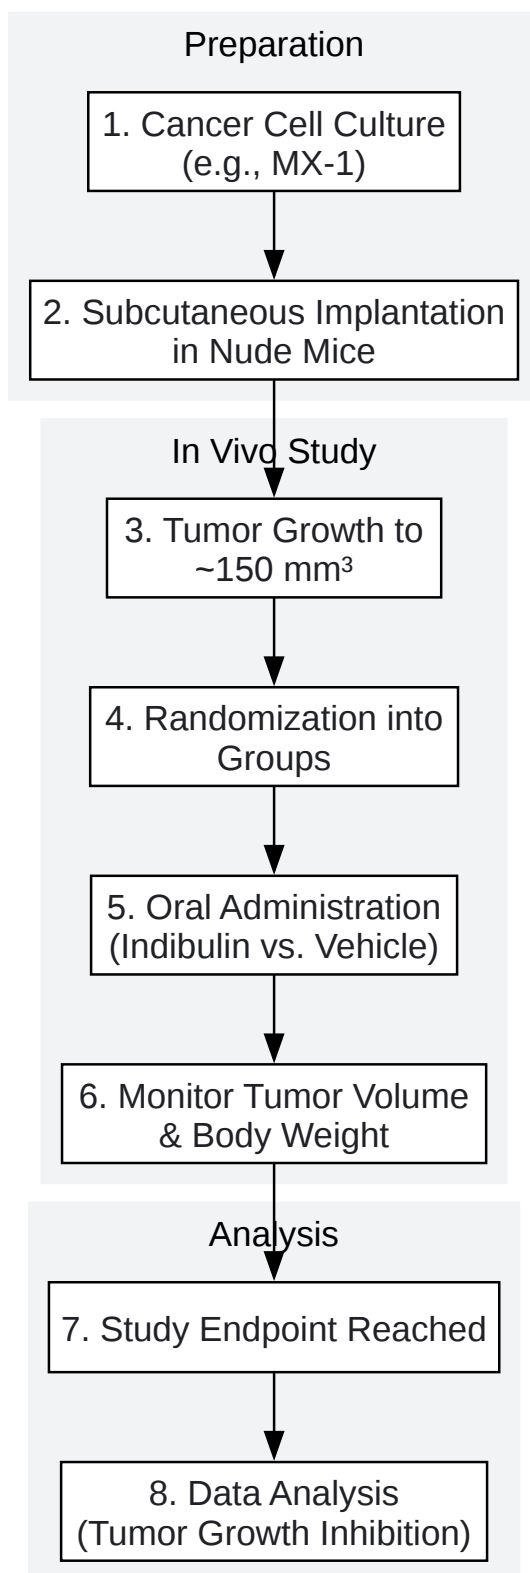 Preparation
1. Cancer Cell Culture
(e.g., MX-1)
2. Subcutaneous Implantation
in Nude Mice
In Vivo Study
3. Tumor Growth to
~150 mm³
4. Randomization into
Groups
5. Oral Administration
(Indibulin vs. Vehicle)
6. Monitor Tumor Volume
& Body Weight
Analysis
7. Study Endpoint Reached
8. Data Analysis
(Tumor Growth Inhibition)